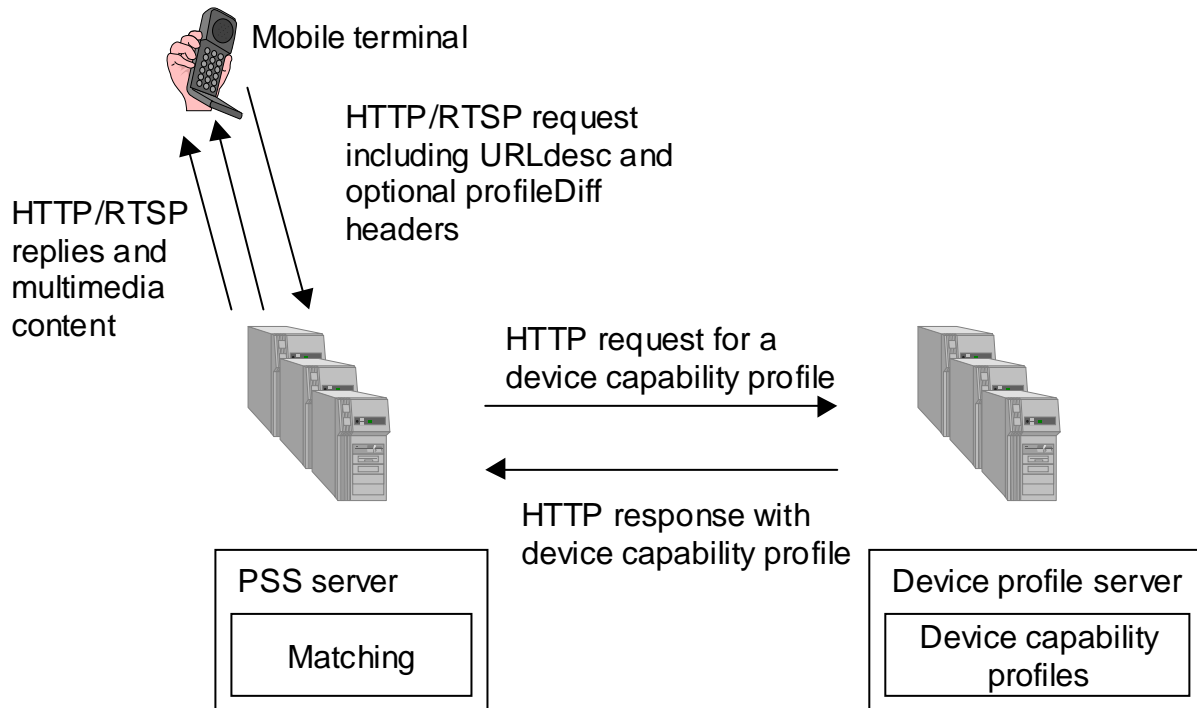 Mobile terminal
HTTP/RTSP request
including URLdesc and
optional profileDiff
headers
HTTP/RTSP
replies and
multimedia
content
HTTP request for a
device capability profile
HTTP response with
device capability profile
PSS server
Matching
Device profile server
Device capability
profiles